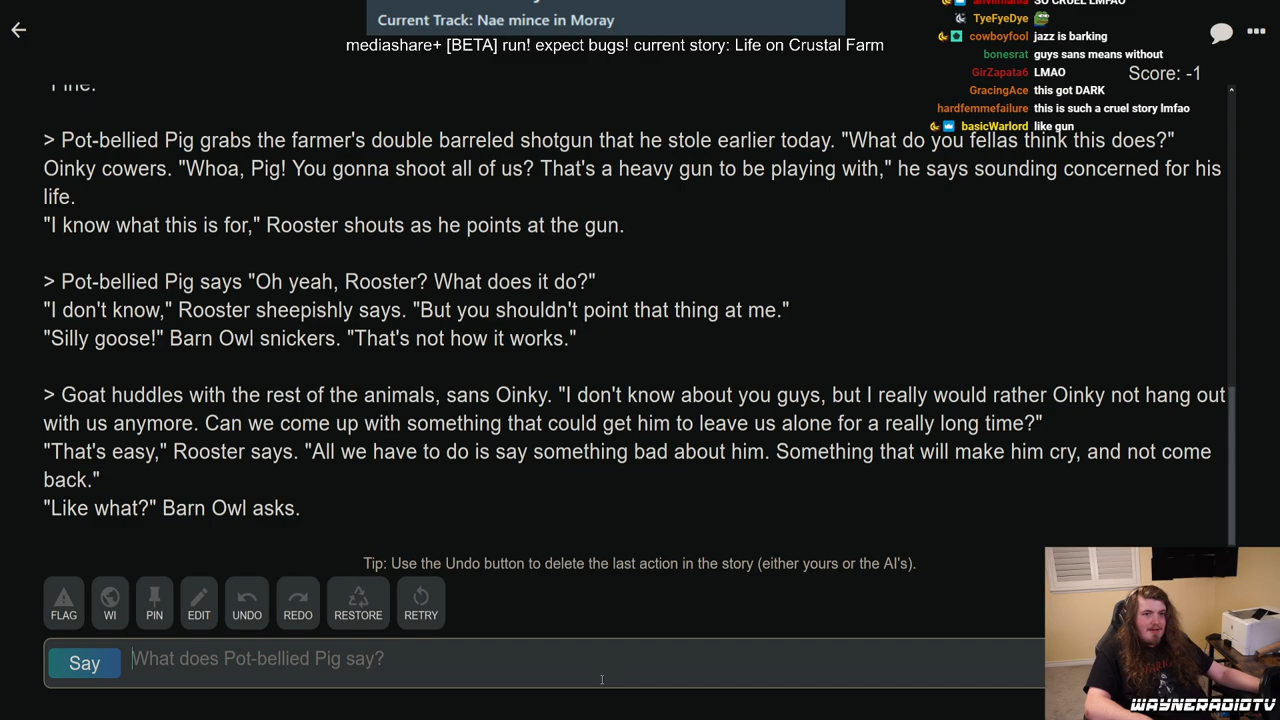 Current Track: Nae mince in Moray
mediashare+ [BETA] run! expect bugs! current story: Life on Crustal Farm
SO CRUEL LMFAO
TyeFyeDye
cowboyfool jazz is barking
bonesrat guys sans means without
GirZapata6 LMAO
Score: -1
GracingAce this got DARK
hardfemmefailure this is such a cruel story lmfao
basicWarlord like gun
> Pot-bellied Pig grabs the farmer's double barreled shotgun that he stole earlier today. "What do you fellas think this does?"
Oinky cowers. "Whoa, Pig! You gonna shoot all of us? That's a heavy gun to be playing with," he says sounding concerned for his
life.
"I know what this is for," Rooster shouts as he points at the gun.
> Pot-bellied Pig says "Oh yeah, Rooster? What does it do?"
"I don't know," Rooster sheepishly says. "But you shouldn't point that thing at me."
"Silly goose!" Barn Owl snickers. "That's not how it works."
> Goat huddles with the rest of the animals, sans Oinky. "I don't know about you guys, but I really would rather Oinky not hang out
with us anymore. Can we come up with something that could get him to leave us alone for a really long time?"
"That's easy," Rooster says. "All we have to do is say something bad about him. Something that will make him cry, and not come
back."
"Like what?" Barn Owl asks.
Tip: Use the Undo button to delete the last action in the story (either yours or the AI's).
FLAG WI PIN EDIT UNDO REDO RESTORE RETRY
Say What does Pot-bellied Pig say?
WAYNERADIOTV